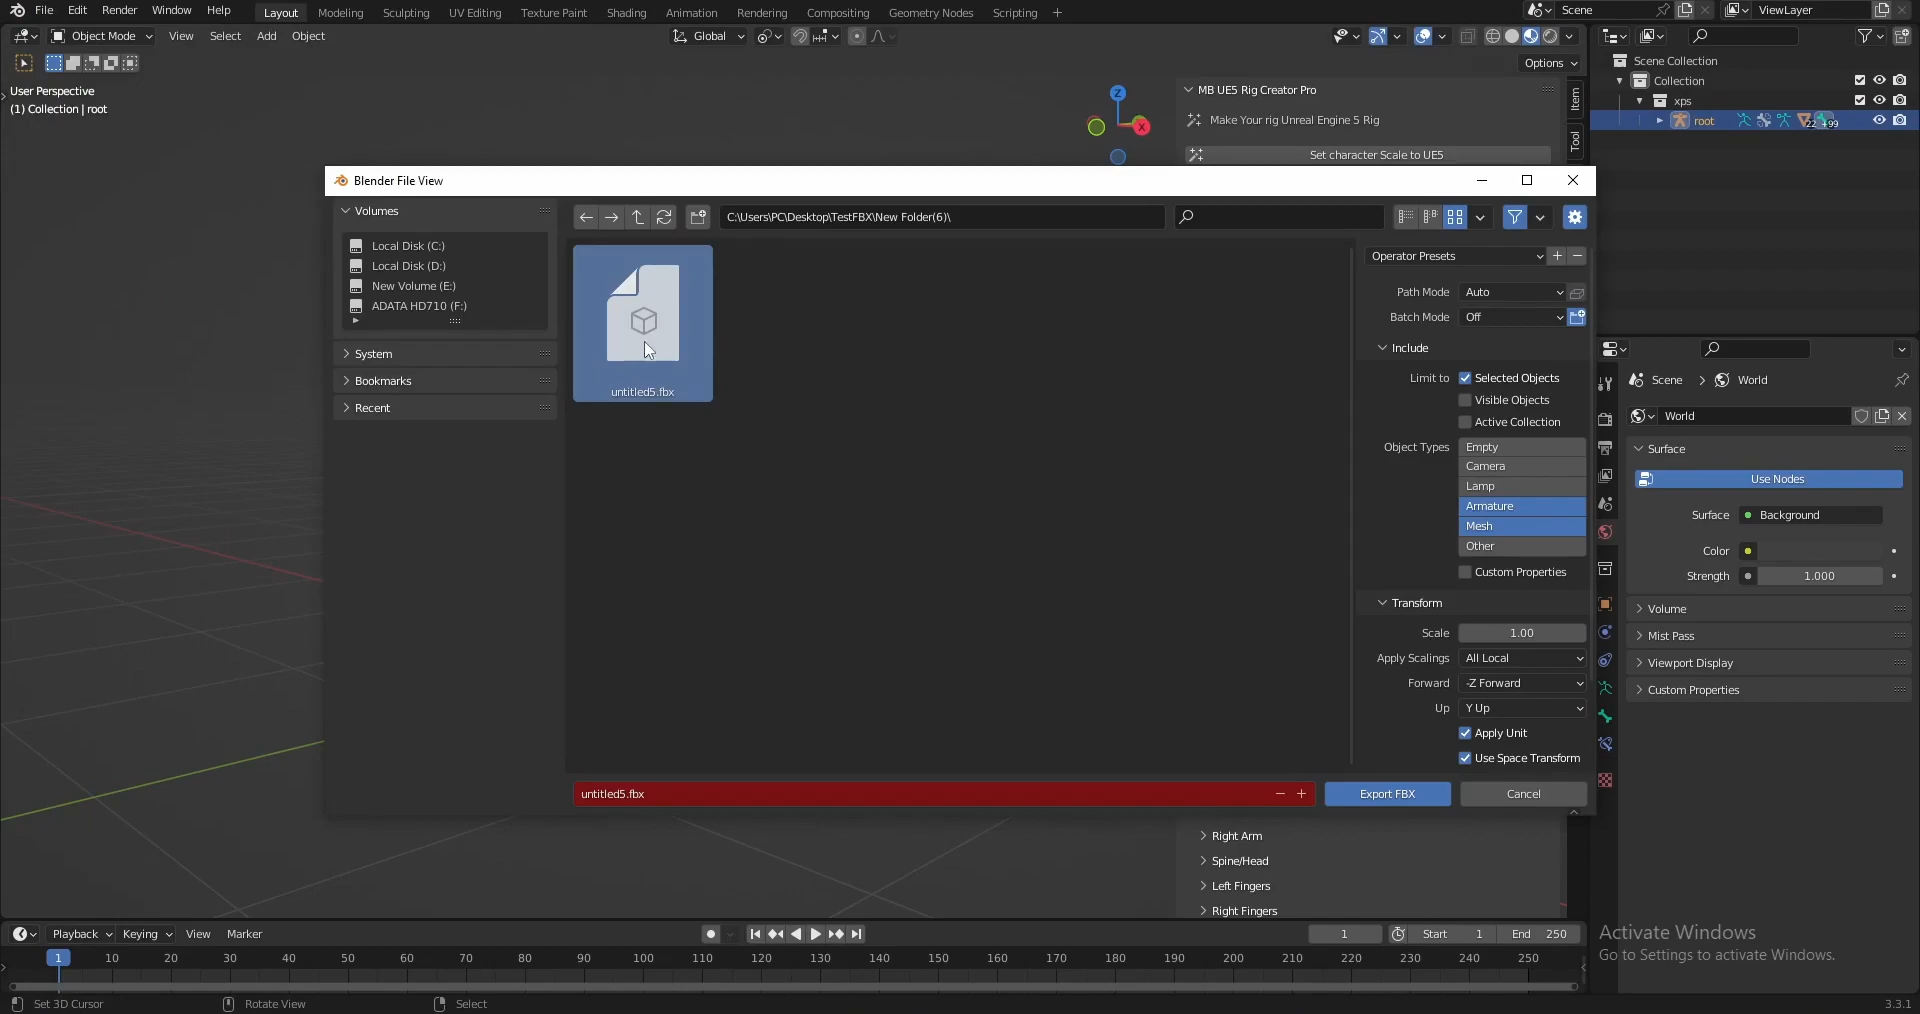 File Edit Render Window Help Layout Modeling Sculpting UV Editing Texture Paint Shading Animation Rendering Compositing Geometry Nodes Scripting + Scene ViewLayer
Object Mode View Select Add Object Global
Options
User Perspective
(1) Collection | root
Scene Collection
Collection
xps
root 22 +99
MB UE5 Rig Creator Pro
Make Your rig Unreal Engine 5 Rig
Set character Scale to UE5
Item
Tool
Z
X
Blender File View
Volumes
Local Disk (C:)
Local Disk (D:)
New Volume (E:)
ADATA HD710 (F:)
System
Bookmarks
Recent
C:\Users\PC\Desktop\TestFBX\New Folder(6)\
untitled5.fbx
Operator Presets
Path Mode Auto
Batch Mode Off
Include
Limit to Selected Objects
Visible Objects
Active Collection
Object Types Empty
Camera
Lamp
Armature
Mesh
Other
Custom Properties
Transform
Scale 1.00
Apply Scalings All Local
Forward -Z Forward
Up Y Up
Apply Unit
Use Space Transform
untitled5.fbx
Export FBX
Cancel
Right Arm
Spine/Head
Left Fingers
Right Fingers
Scene World
World
Surface
Use Nodes
Surface Background
Color
Strength 1.000
Volume
Mist Pass
Viewport Display
Custom Properties
Playback Keying View Marker 1 Start 1 End 250
1 10 20 30 40 50 60 70 80 90 100 110 120 130 140 150 160 170 180 190 200 210 220 230 240 250
Activate Windows
Go to Settings to activate Windows.
Set 3D Cursor Rotate View Select 3.3.1